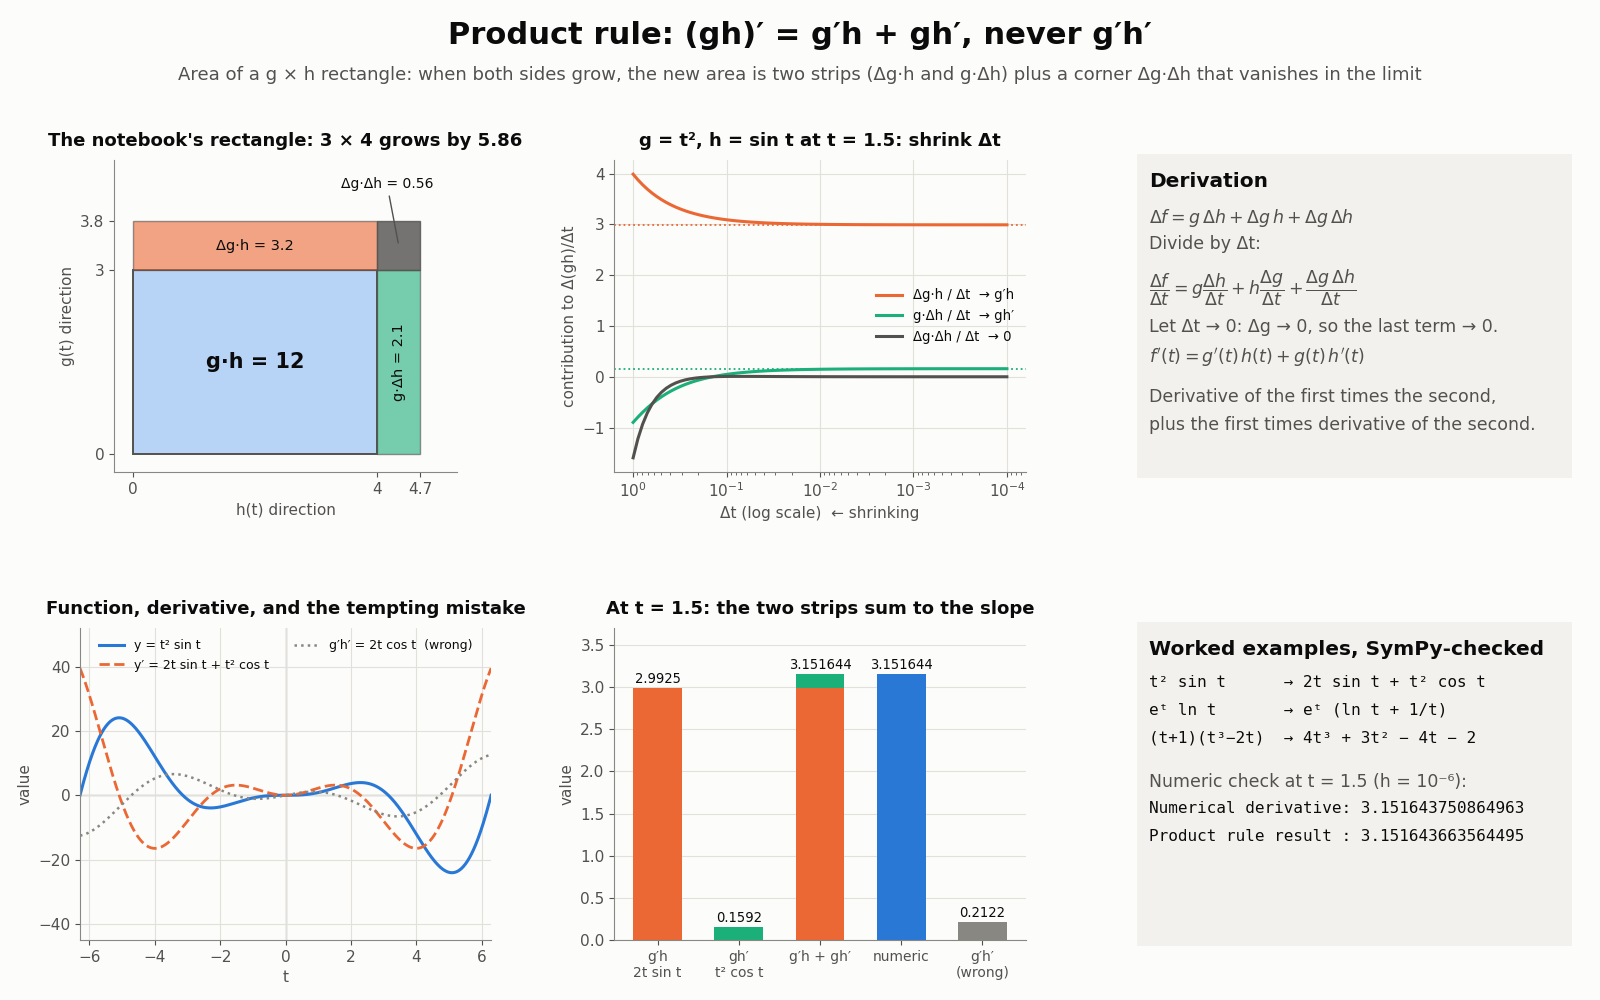 Product rule: (gh)′ = g′h + gh′, never g′h′
Area of a g × h rectangle: when both sides grow, the new area is two strips (Δg·h and g·Δh) plus a corner Δg·Δh that vanishes in the limit
The notebook's rectangle: 3 × 4 grows by 5.86
Δg·Δh = 0.56
3.8
Δg·h = 3.2
3
g(t) direction
g·h = 12
g·Δh = 2.1
0
0
4
4.7
h(t) direction
g = t², h = sin t at t = 1.5: shrink Δt
4
3
2
1
0
−1
contribution to Δ(gh)/Δt
Δg·h / Δt → g′h
g·Δh / Δt → gh′
Δg·Δh / Δt → 0
10⁰ 10⁻¹ 10⁻² 10⁻³ 10⁻⁴
Δt (log scale) ← shrinking
Derivation
Δf = g Δh + Δg h + Δg Δh
Divide by Δt:
Δf/Δt = g Δh/Δt + h Δg/Δt + Δg Δh/Δt
Let Δt → 0: Δg → 0, so the last term → 0.
f′(t) = g′(t) h(t) + g(t) h′(t)
Derivative of the first times the second,
plus the first times derivative of the second.
Function, derivative, and the tempting mistake
y = t² sin t
y′ = 2t sin t + t² cos t
g′h′ = 2t cos t (wrong)
40
20
0
−20
−40
value
−6 −4 −2 0 2 4 6
t
At t = 1.5: the two strips sum to the slope
3.5
3.0
2.5
2.0
1.5
1.0
0.5
0.0
value
2.9925
0.1592
3.151644
3.151644
0.2122
g′h
2t sin t
gh′
t² cos t
g′h + gh′
numeric
g′h′
(wrong)
Worked examples, SymPy-checked
t² sin t → 2t sin t + t² cos t
eᵗ ln t → eᵗ (ln t + 1/t)
(t+1)(t³−2t) → 4t³ + 3t² − 4t − 2
Numeric check at t = 1.5 (h = 10⁻⁶):
Numerical derivative: 3.151643750864963
Product rule result : 3.151643663564495